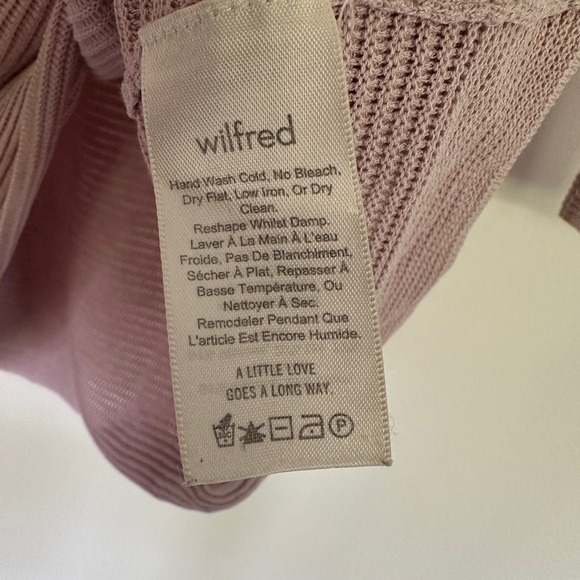 wilfred
Hand Wash Cold, No Bleach,
Dry Flat, Low Iron, Or Dry
Clean.
Reshape Whilst Damp.
Laver À La Main À L'eau
Froide, Pas De Blanchiment,
Sécher À Plat, Repasser À
Basse Température, Ou
Nettoyer À Sec.
Remodeler Pendant Que
L'article Est Encore Humide.
A LITTLE LOVE
GOES A LONG WAY.
P